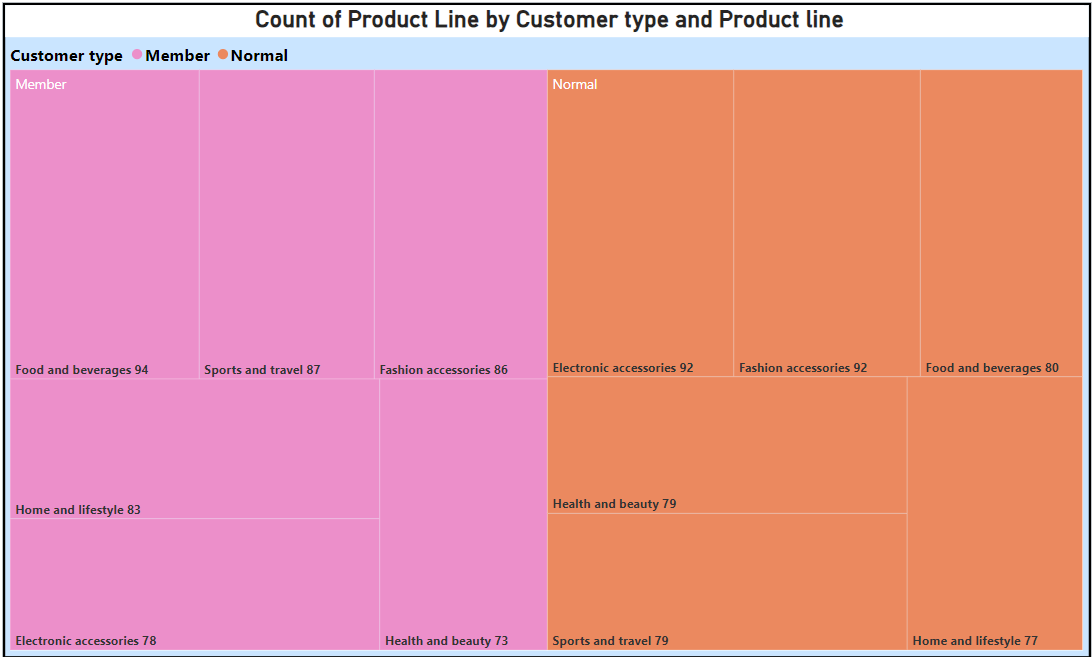 Count of Product Line by Customer type and Product line
Customer type Member Normal
Member
Food and beverages 94
Sports and travel 87
Fashion accessories 86
Home and lifestyle 83
Electronic accessories 78
Health and beauty 73
Normal
Electronic accessories 92
Fashion accessories 92
Food and beverages 80
Health and beauty 79
Sports and travel 79
Home and lifestyle 77